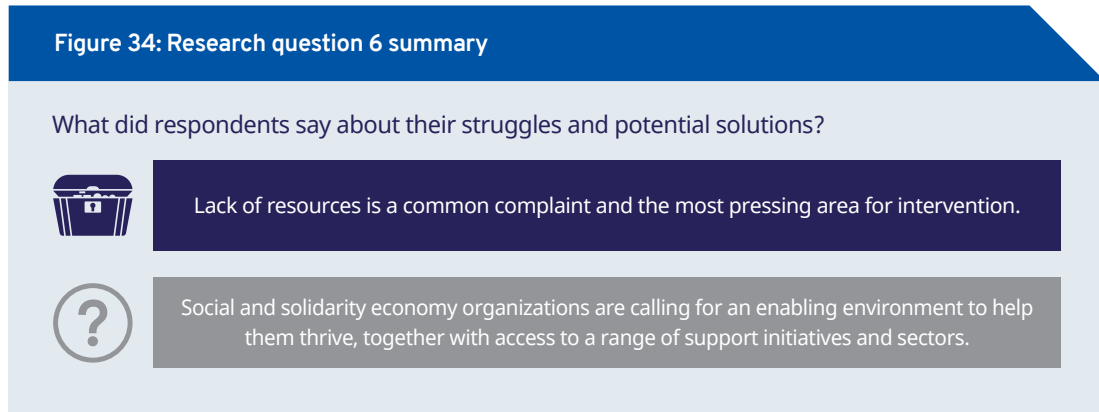 Figure 34: Research question 6 summary
What did respondents say about their struggles and potential solutions?
Lack of resources is a common complaint and the most pressing area for intervention.
?
Social and solidarity economy organizations are calling for an enabling environment to help
them thrive, together with access to a range of support initiatives and sectors.